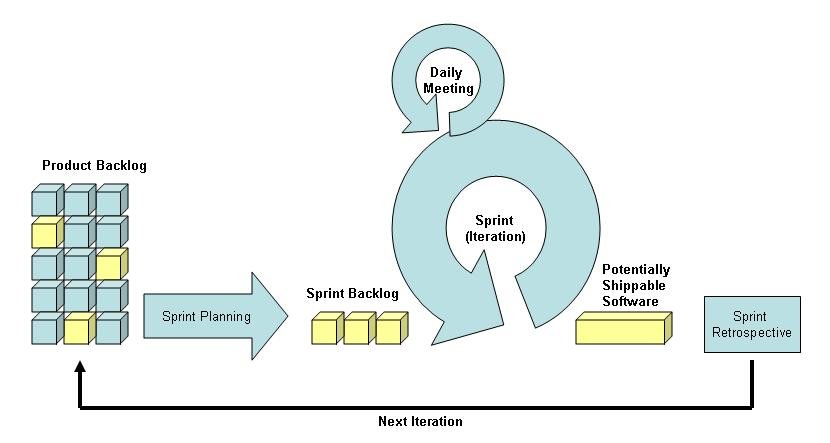 Daily
Meeting
Product Backlog
Sprint
(Iteration)
Sprint Planning
Sprint Backlog
Potentially
Shippable
Software
Sprint
Retrospective
Next Iteration